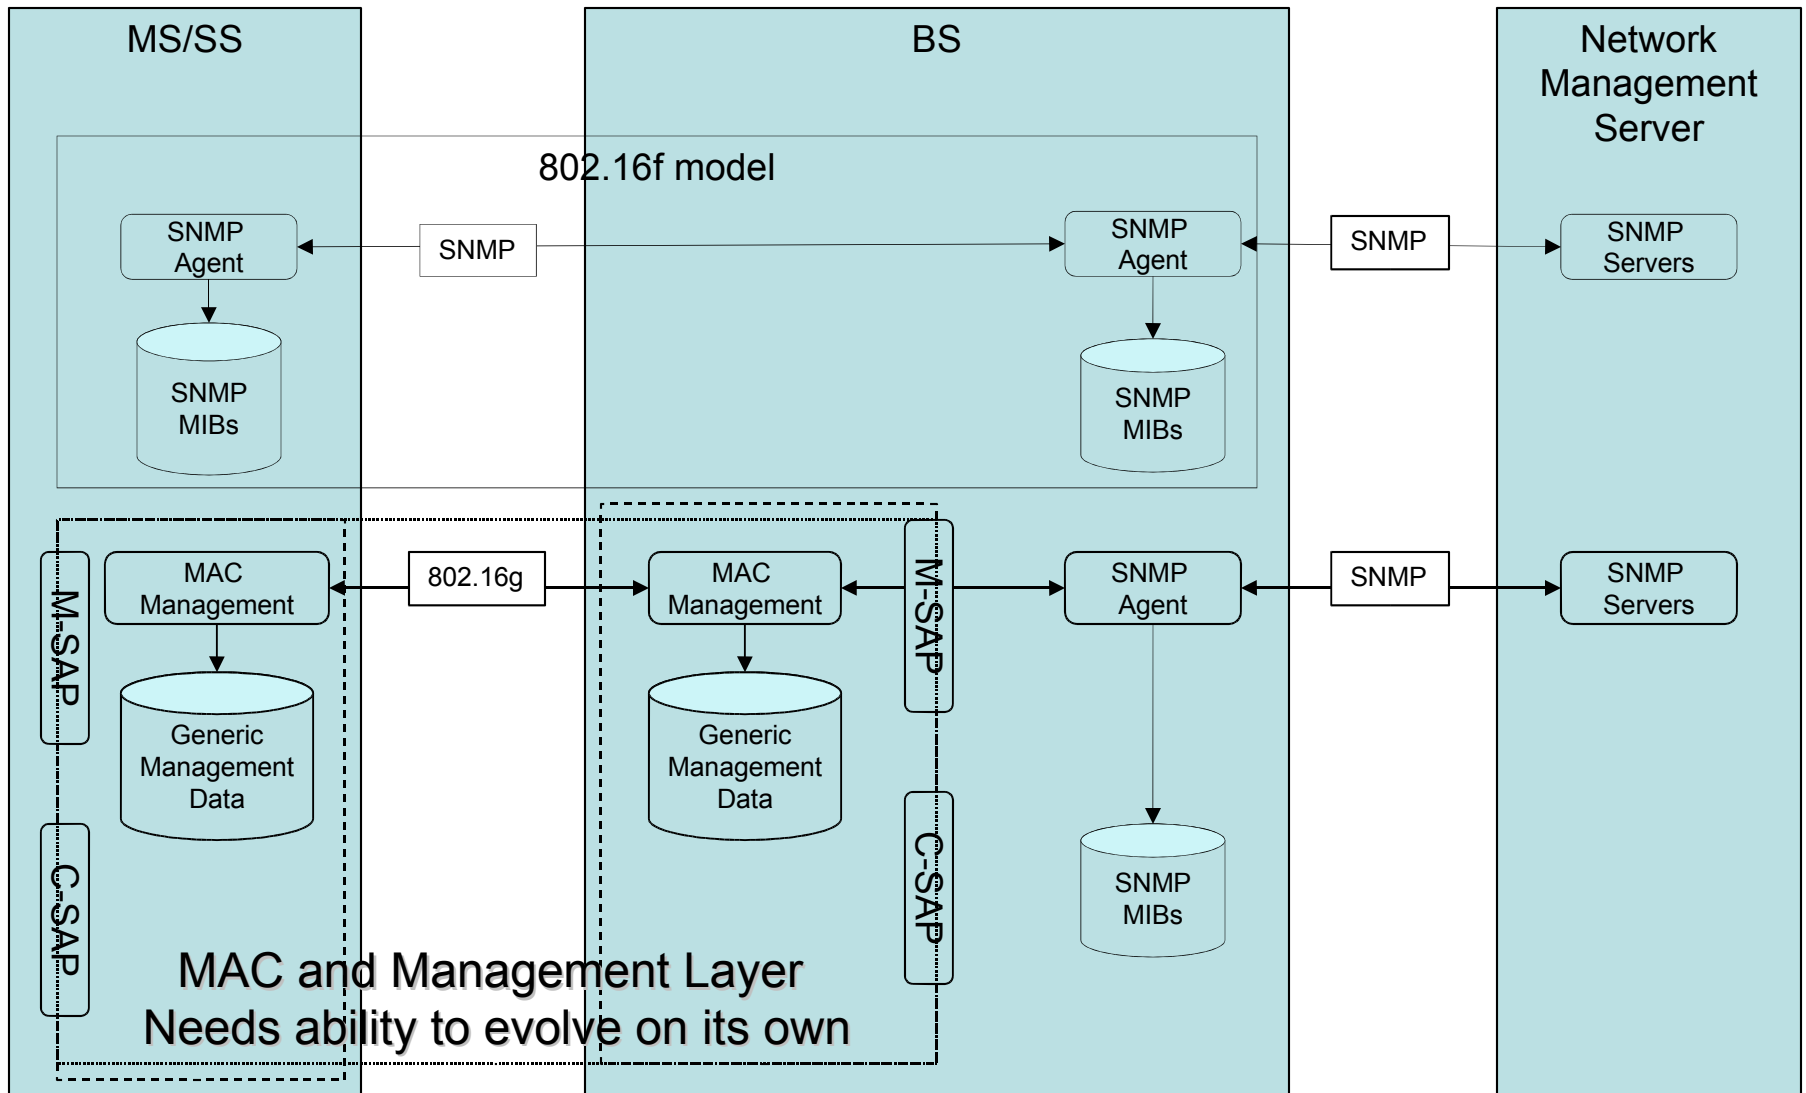 MS/SS
BS
Network
Management
Server
802.16f model
SNMP
Agent
SNMP
SNMP
Agent
SNMP
SNMP
Servers
SNMP
MIBs
SNMP
MIBs
M-SAP
MAC
Management
802.16g
MAC
Management
M-SAP
SNMP
Agent
SNMP
SNMP
Servers
Generic
Management
Data
Generic
Management
Data
C-SAP
C-SAP
SNMP
MIBs
MAC and Management Layer
Needs ability to evolve on its own